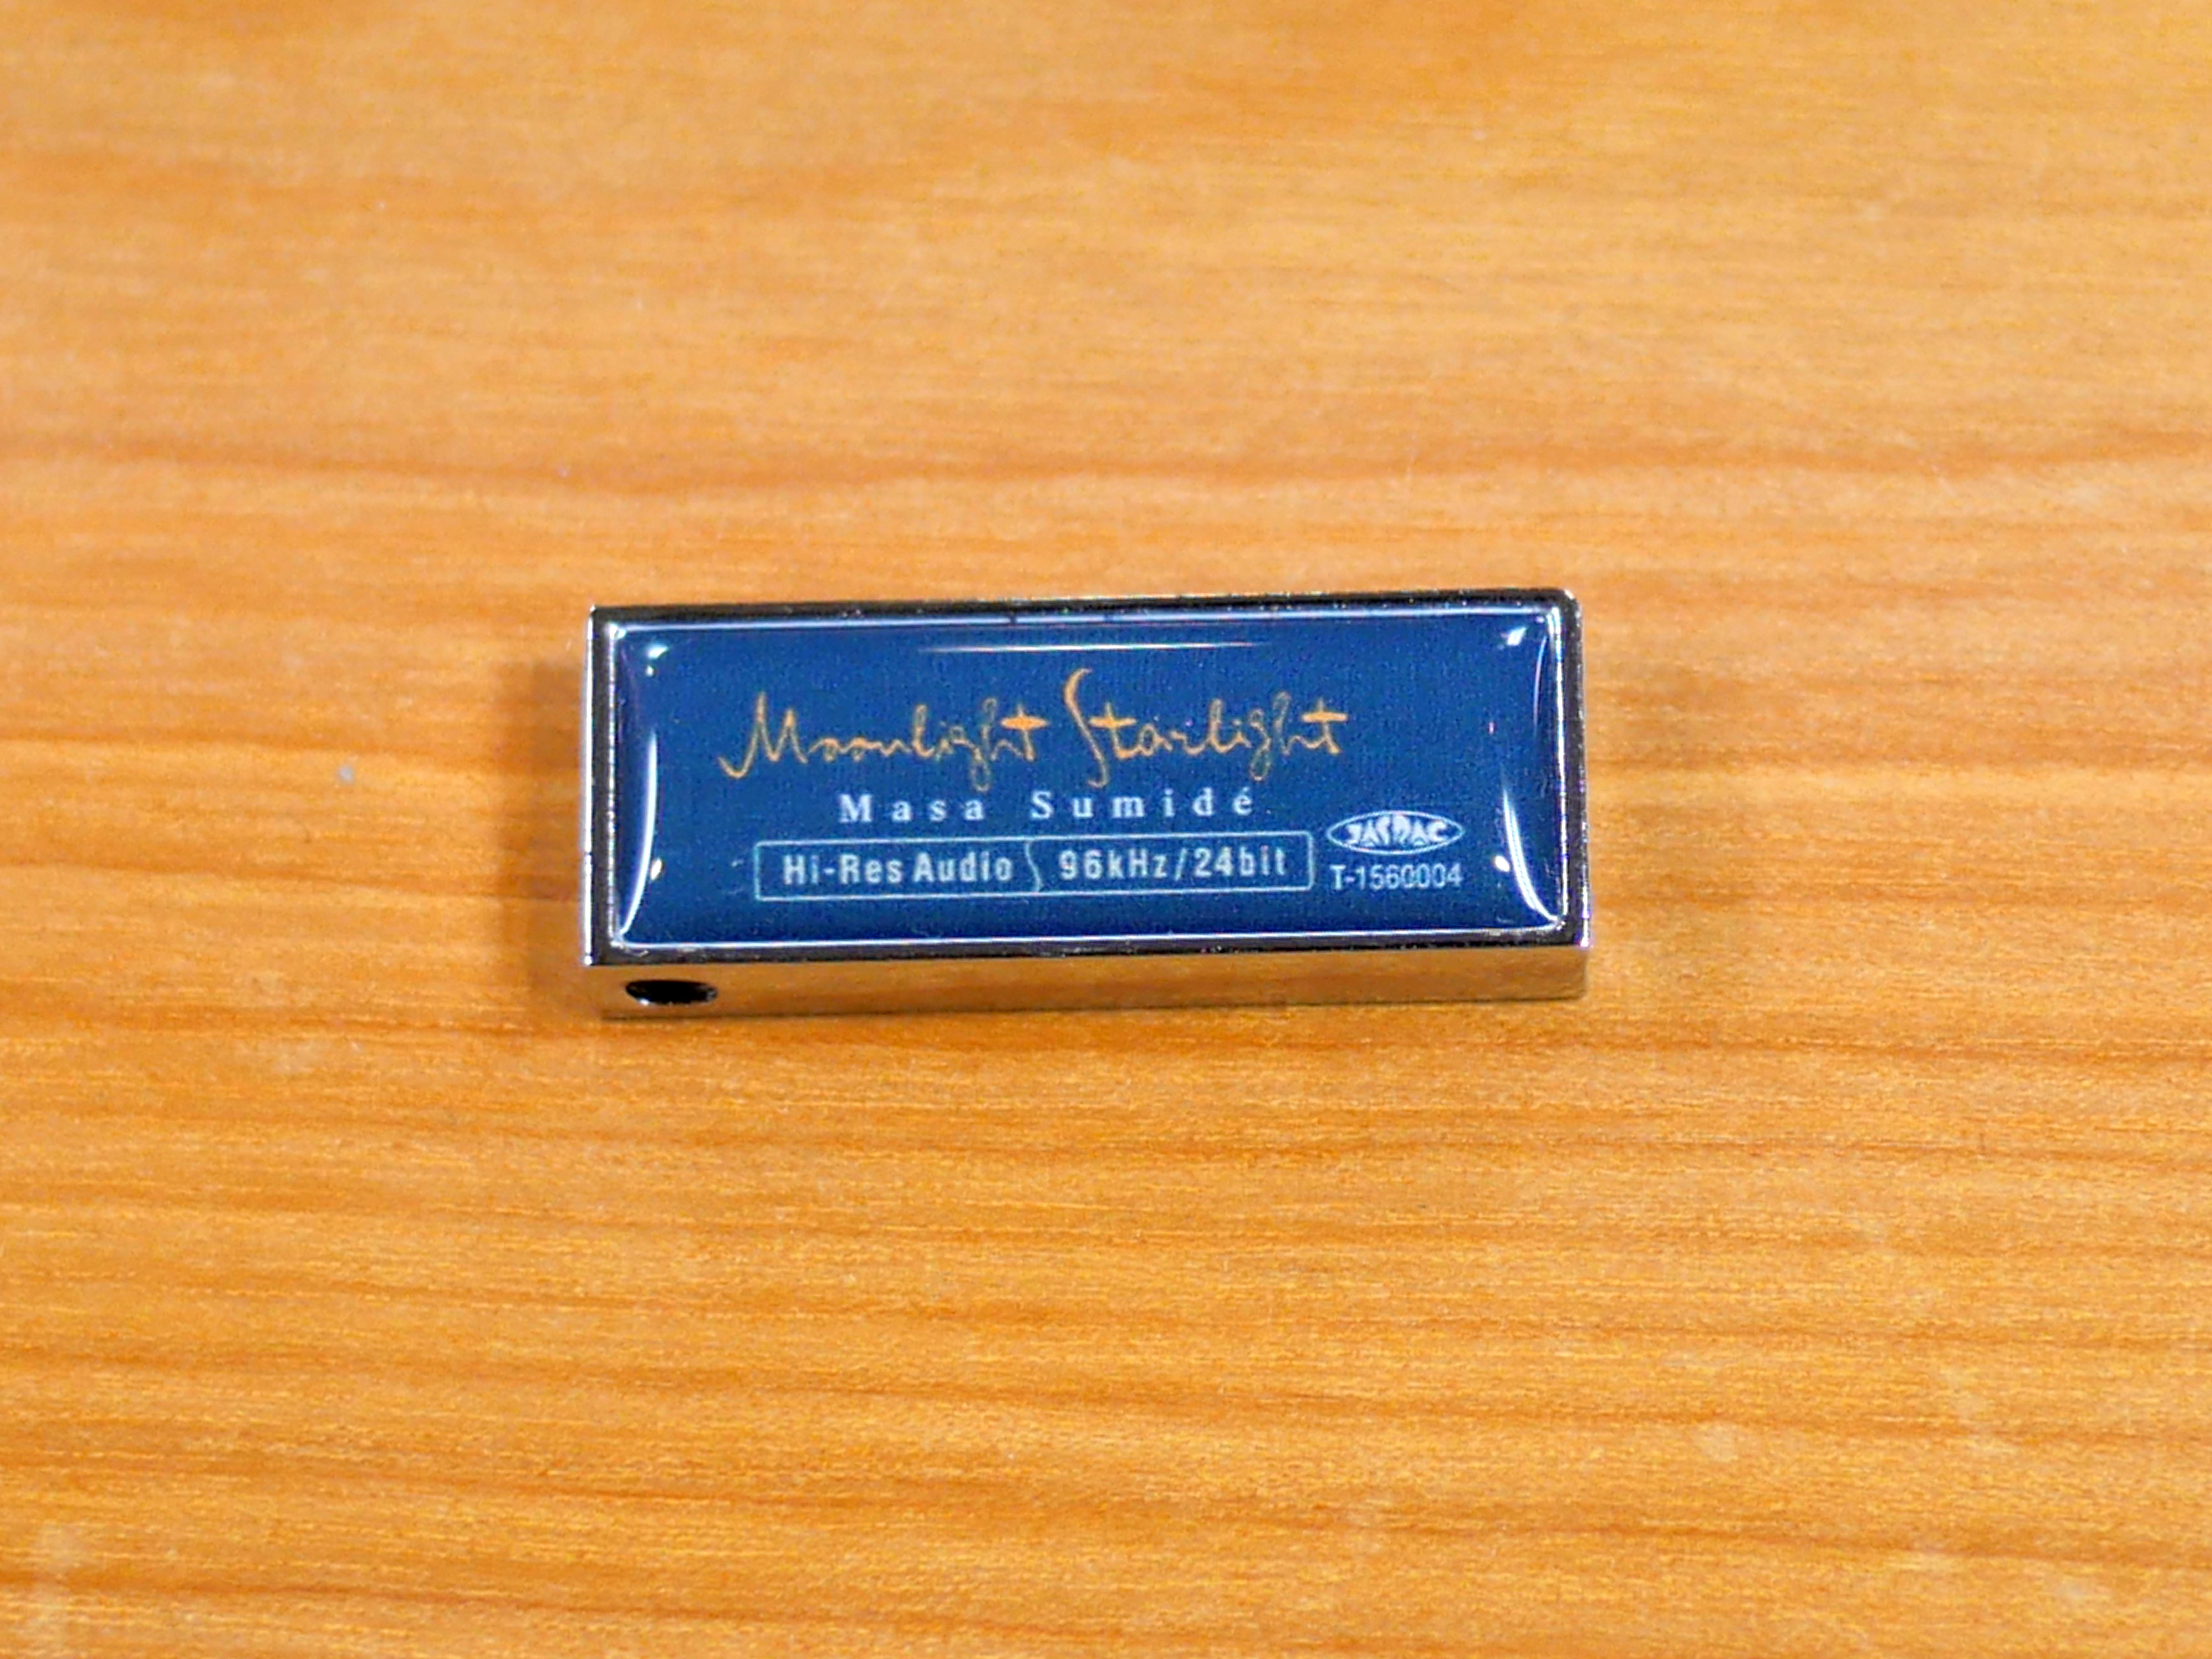 Moonlight Starlight
Masa Sumidé
Hi-Res Audio 96kHz/24bit
JASRAC
T-1560004